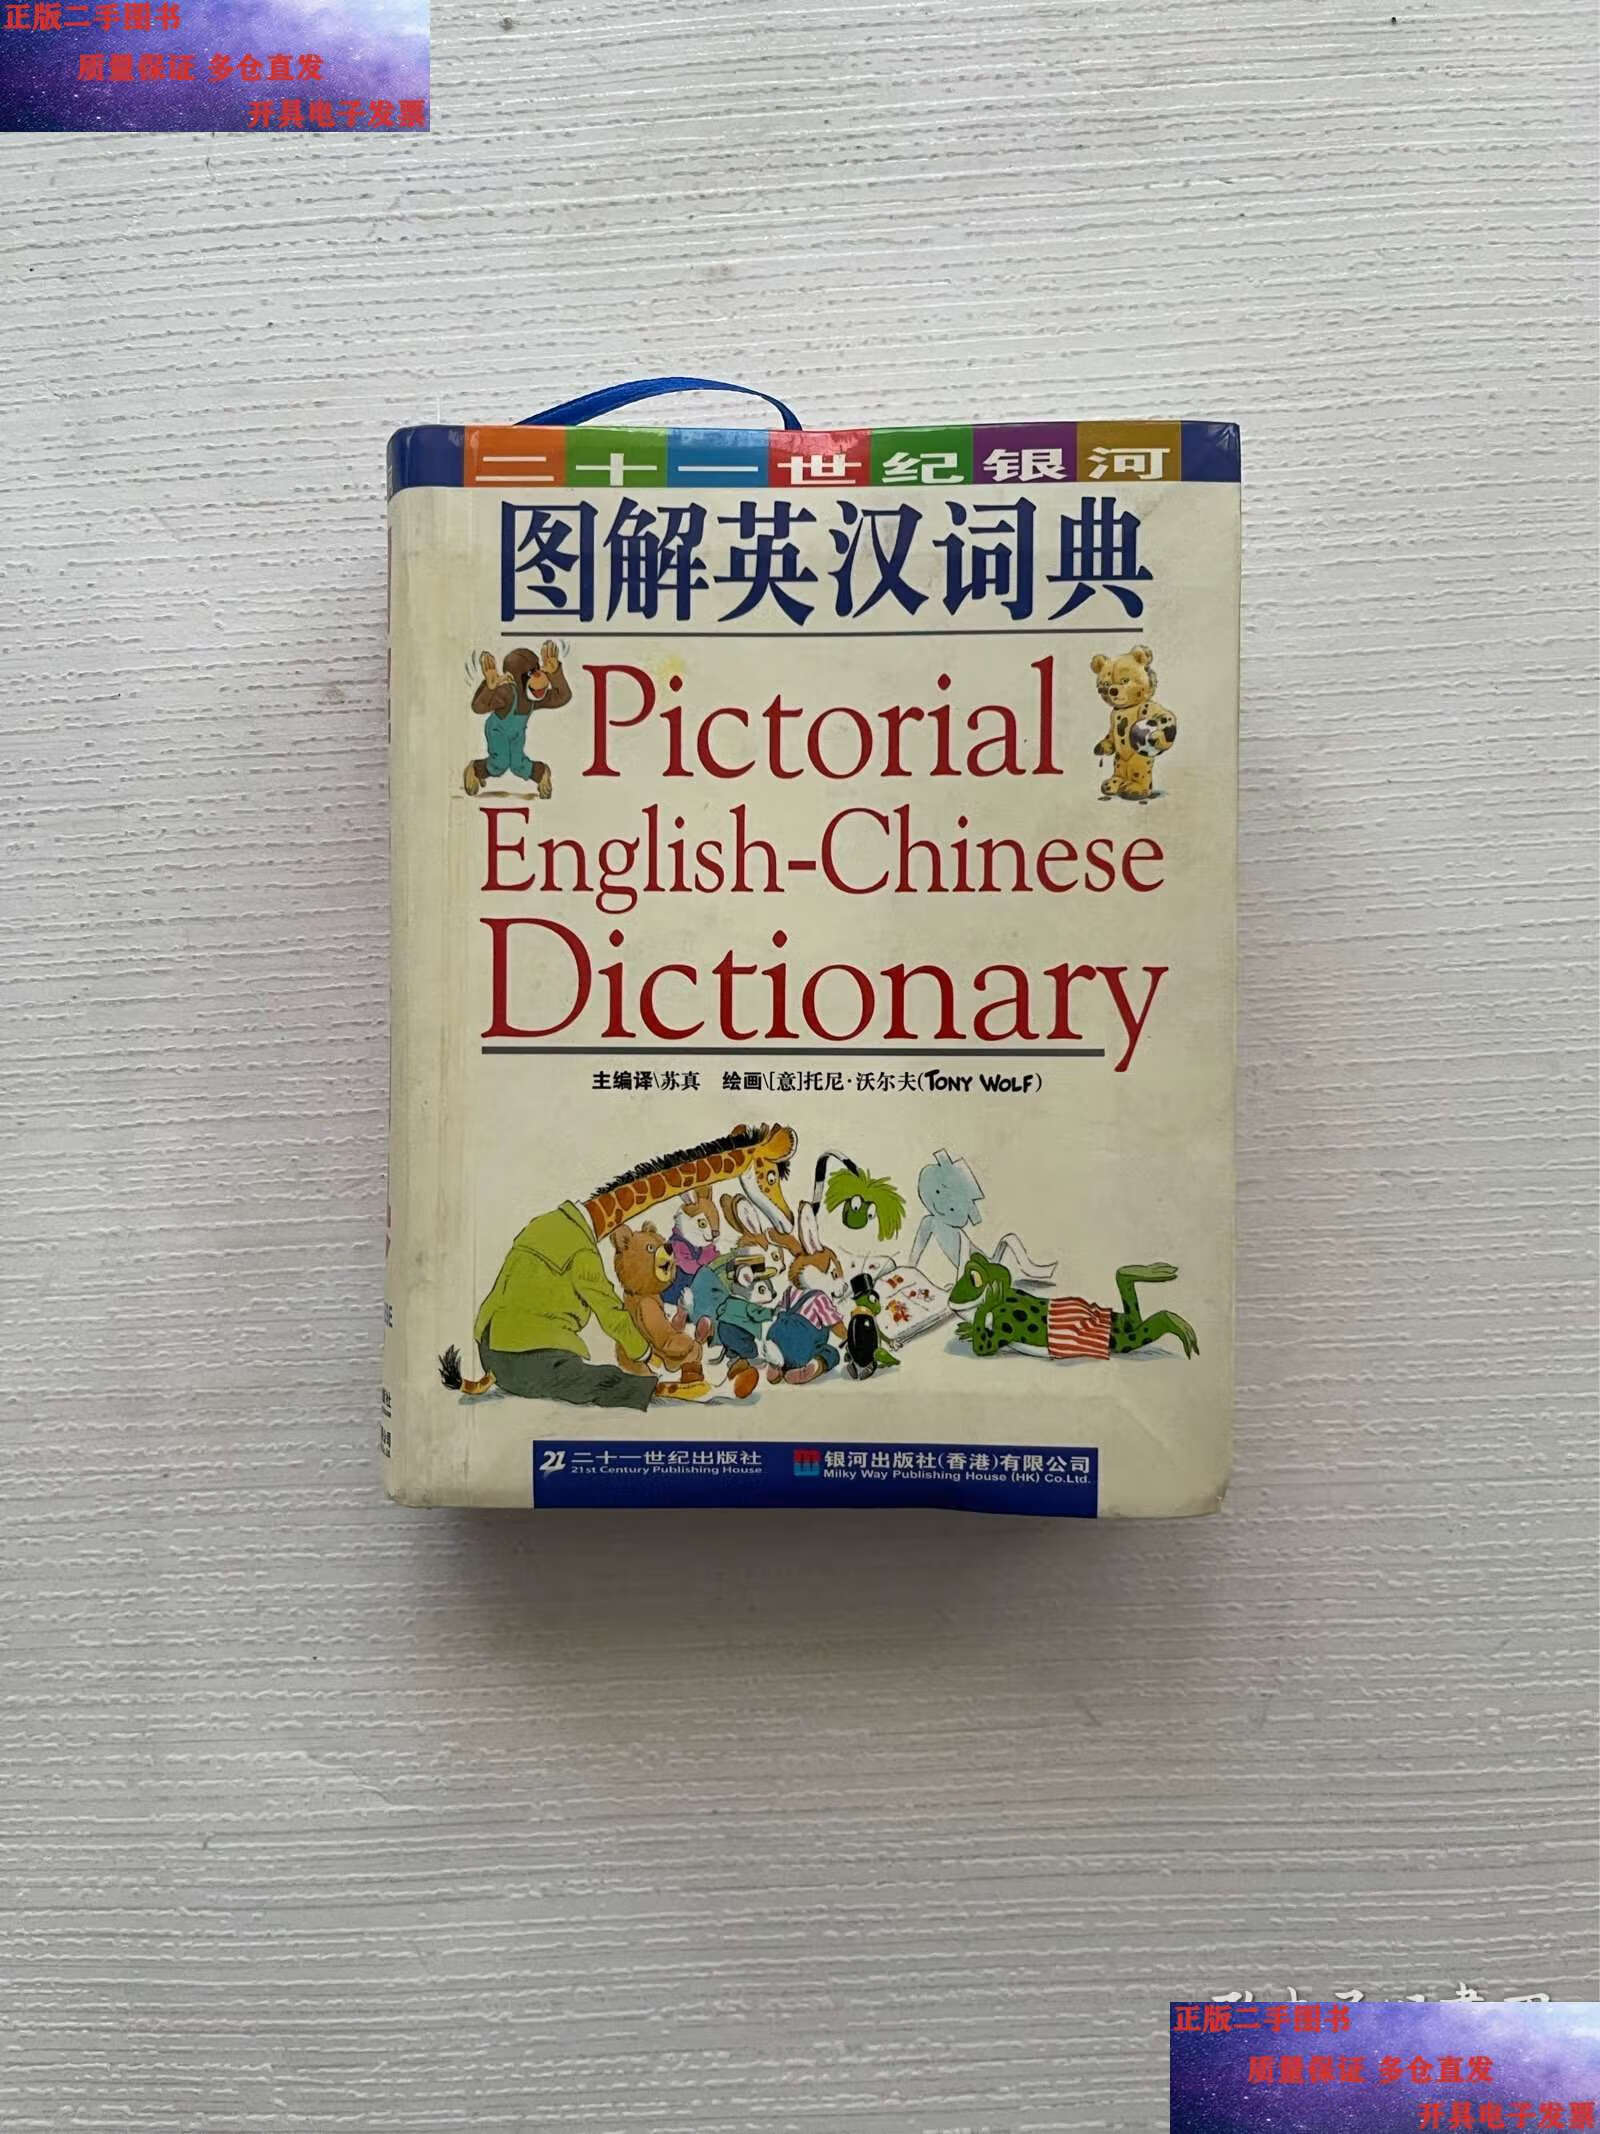 正版二手图书
质量保证 多仓直发
开具电子发票
二十一世纪银河
图解英汉词典
Pictorial
English-Chinese
Dictionary
主编译\苏真 绘画\[意]托尼·沃尔夫(TONY WOLF)
21 二十一世纪出版社 银河出版社(香港)有限公司
21st Century Publishing House Milky Way Publishing House (HK) Co.Ltd.
正版二手图书
质量保证 多仓直发
开具电子发票